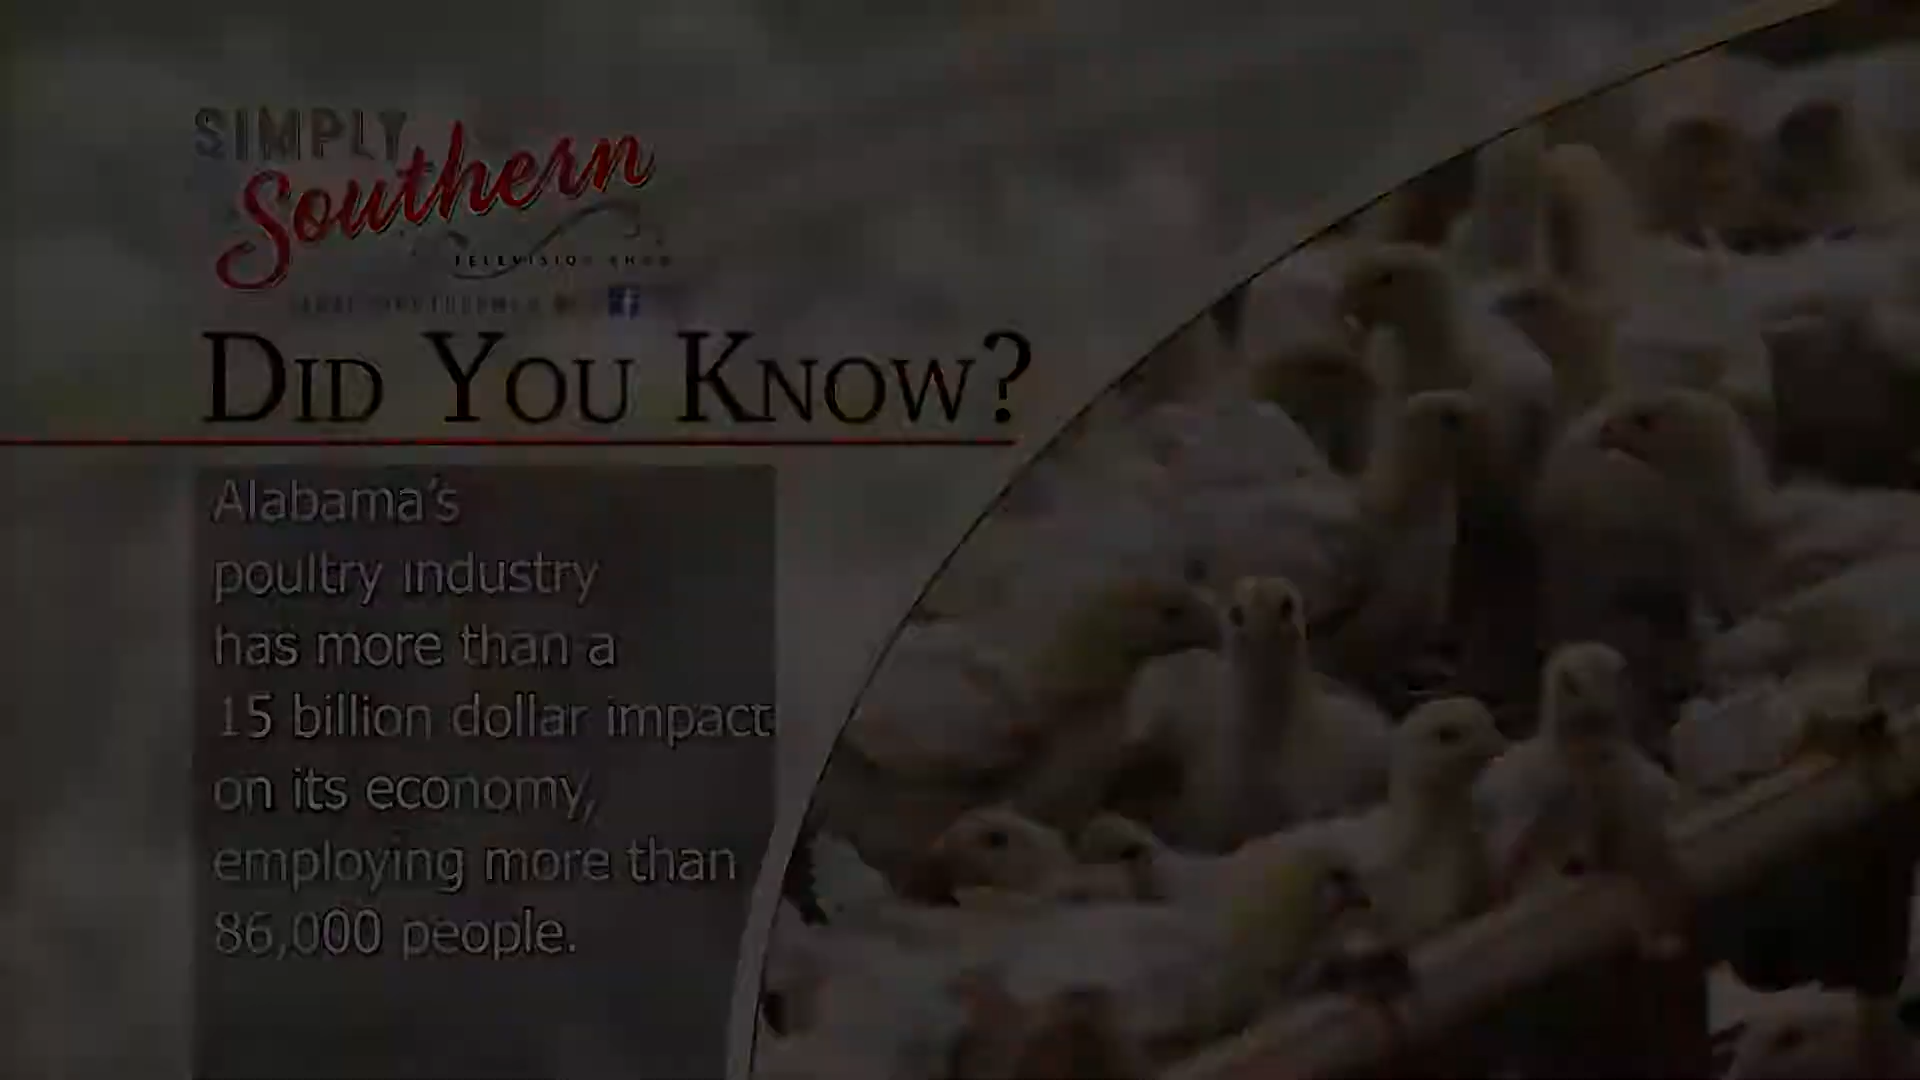 SIMPLY
Southern
TELEVISION SHOW
DID YOU KNOW?
Alabama's
poultry industry
has more than a
15 billion dollar impact
on its economy,
employing more than
86,000 people.